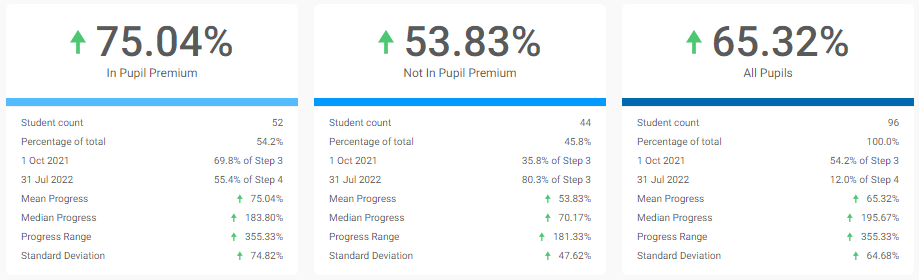 75.04%
In Pupil Premium
Student count 52
Percentage of total 54.2%
1 Oct 2021 69.8% of Step 3
31 Jul 2022 55.4% of Step 4
Mean Progress 75.04%
Median Progress 183.80%
Progress Range 355.33%
Standard Deviation 74.82%
53.83%
Not In Pupil Premium
Student count 44
Percentage of total 45.8%
1 Oct 2021 35.8% of Step 3
31 Jul 2022 80.3% of Step 3
Mean Progress 53.83%
Median Progress 70.17%
Progress Range 181.33%
Standard Deviation 47.62%
65.32%
All Pupils
Student count 96
Percentage of total 100.0%
1 Oct 2021 54.2% of Step 3
31 Jul 2022 12.0% of Step 4
Mean Progress 65.32%
Median Progress 195.67%
Progress Range 355.33%
Standard Deviation 64.68%